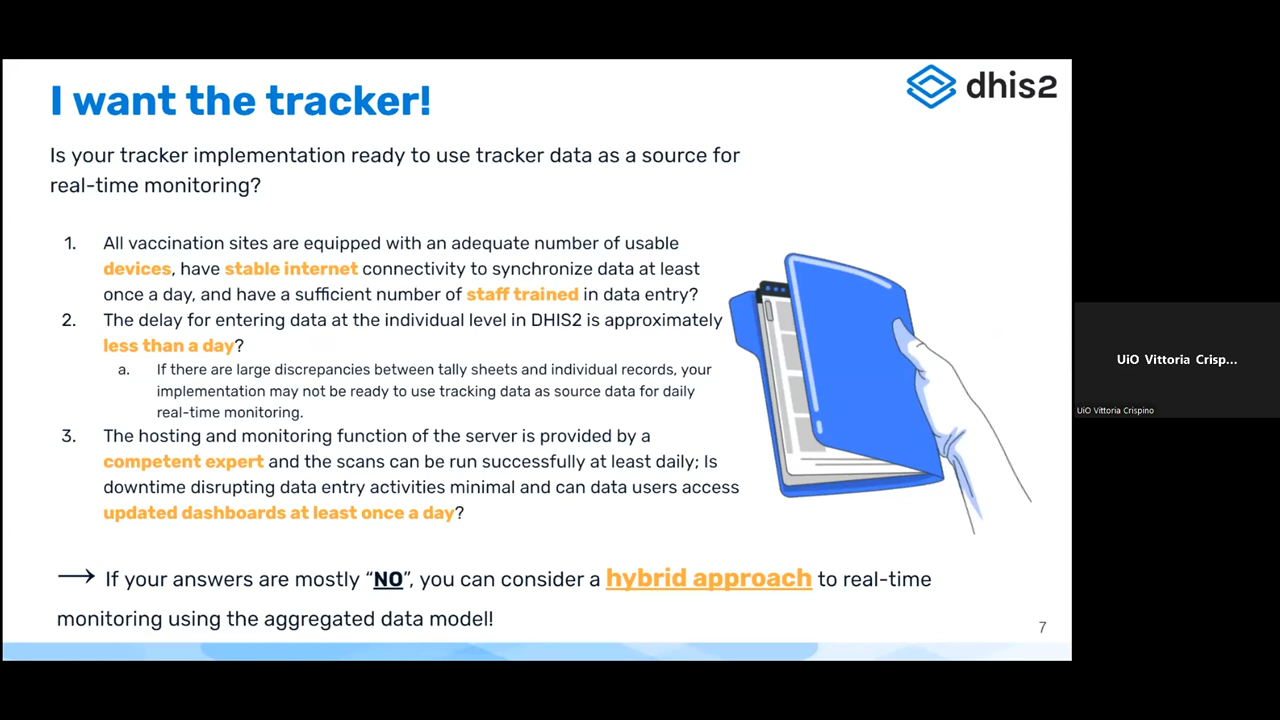 I want the tracker!
dhis2
Is your tracker implementation ready to use tracker data as a source for
real-time monitoring?
1. All vaccination sites are equipped with an adequate number of usable
devices, have stable internet connectivity to synchronize data at least
once a day, and have a sufficient number of staff trained in data entry?
2. The delay for entering data at the individual level in DHIS2 is approximately
less than a day?
a. If there are large discrepancies between tally sheets and individual records, your
implementation may not be ready to use tracking data as source data for daily
real-time monitoring.
3. The hosting and monitoring function of the server is provided by a
competent expert and the scans can be run successfully at least daily; Is
downtime disrupting data entry activities minimal and can data users access
updated dashboards at least once a day?
→ If your answers are mostly “NO”, you can consider a hybrid approach to real-time
monitoring using the aggregated data model!
7
UiO Vittoria Crisp...
UiO Vittoria Crispino